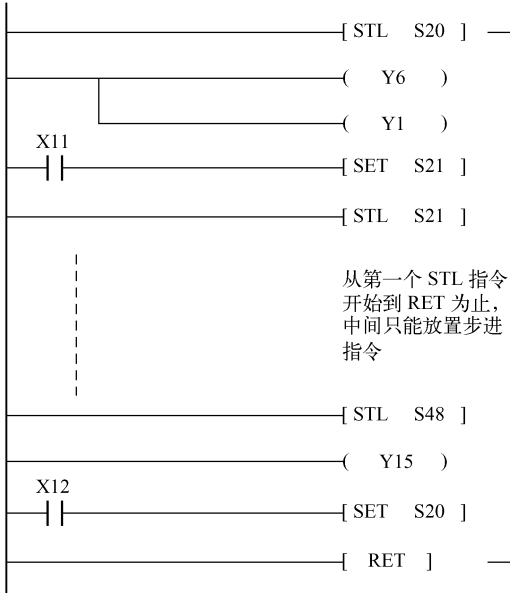 [ STL S20 ]
( Y6 )
( Y1 )
X11
[ SET S21 ]
[ STL S21 ]
从第一个 STL 指令
开始到 RET 为止，
中间只能放置步进
指令
[ STL S48 ]
( Y15 )
X12
[ SET S20 ]
[ RET ]